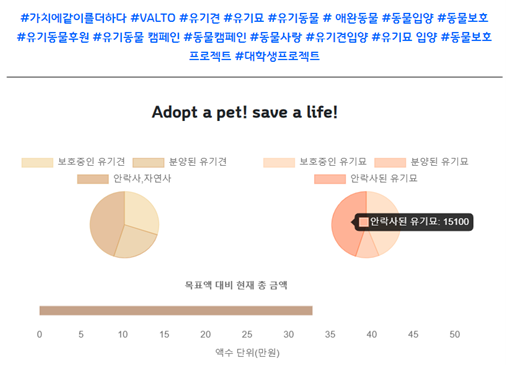 #가치에같이를더하다 #VALTO #유기견 #유기묘 #유기동물 # 애완동물 #동물입양 #동물보호
#유기동물후원 #유기동물 캠페인 #동물캠페인 #동물사랑 #유기견입양 #유기묘 입양 #동물보호
프로젝트 #대학생프로젝트
Adopt a pet! save a life!
보호중인 유기견 분양된 유기견
안락사,자연사
보호중인 유기묘 분양된 유기묘
안락사된 유기묘
안락사된 유기묘: 15100
목표액 대비 현재 총 금액
0 5 10 15 20 25 30 35 40 45 50
액수 단위(만원)